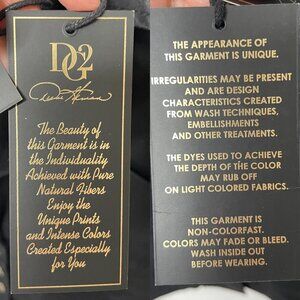 DG2
Diane Gilman
The Beauty of
this Garment is in
the Individuality
Achieved with Pure
Natural Fibers
Enjoy the
Unique Prints
and Intense Colors
Created Especially
for You
THE APPEARANCE OF
THIS GARMENT IS UNIQUE.
IRREGULARITIES MAY BE PRESENT
AND ARE DESIGN
CHARACTERISTICS CREATED
FROM WASH TECHNIQUES,
EMBELLISHMENTS
AND OTHER TREATMENTS.
THE DYES USED TO ACHIEVE
THE DEPTH OF THE COLOR
MAY RUB OFF
ON LIGHT COLORED FABRICS.
THIS GARMENT IS
NON-COLORFAST.
COLORS MAY FADE OR BLEED.
WASH INSIDE OUT
BEFORE WEARING.